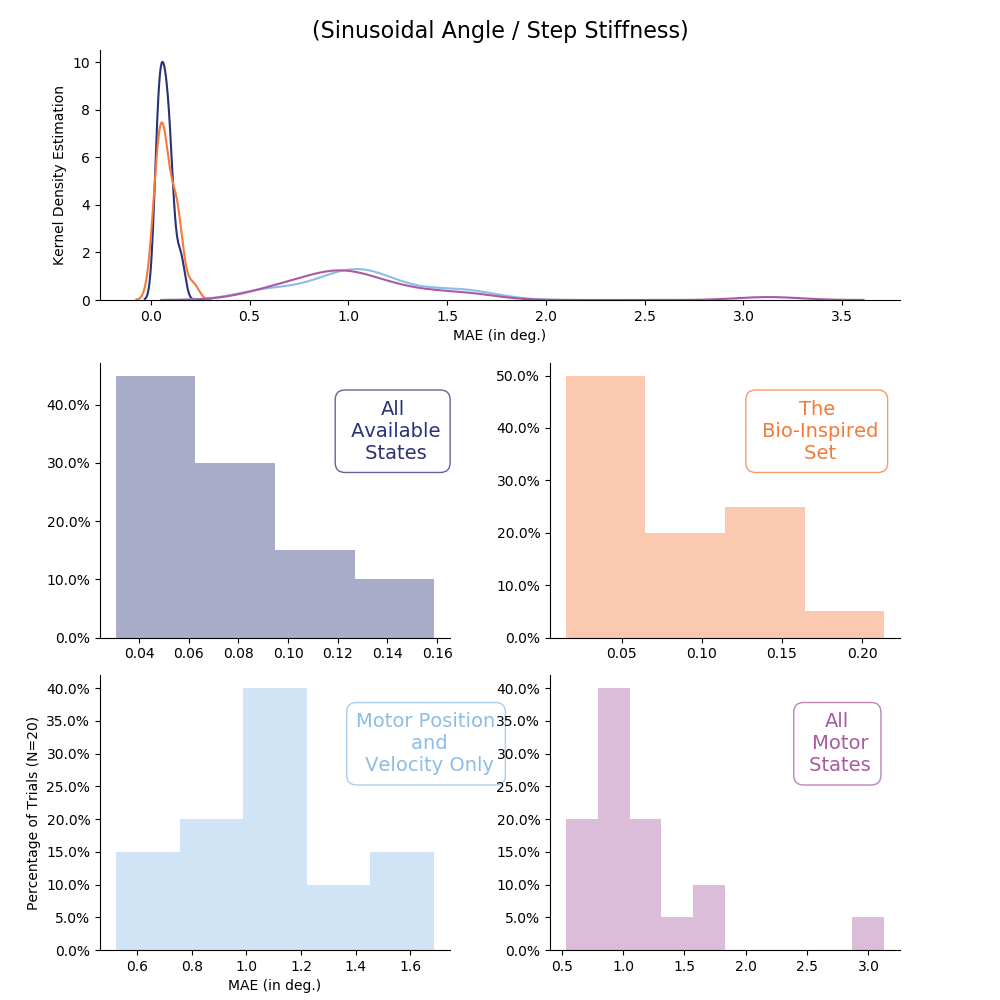 (Sinusoidal Angle / Step Stiffness)
Kernel Density Estimation
10
8
6
4
2
0
0.0 0.5 1.0 1.5 2.0 2.5 3.0 3.5
MAE (in deg.)
All
Available
States
40.0%
30.0%
20.0%
10.0%
0.0%
0.04 0.06 0.08 0.10 0.12 0.14 0.16
The
Bio-Inspired
Set
50.0%
40.0%
30.0%
20.0%
10.0%
0.0%
0.05 0.10 0.15 0.20
Percentage of Trials (N=20)
Motor Position
and
Velocity Only
40.0%
35.0%
30.0%
25.0%
20.0%
15.0%
10.0%
5.0%
0.0%
0.6 0.8 1.0 1.2 1.4 1.6
MAE (in deg.)
All
Motor
States
40.0%
35.0%
30.0%
25.0%
20.0%
15.0%
10.0%
5.0%
0.0%
0.5 1.0 1.5 2.0 2.5 3.0